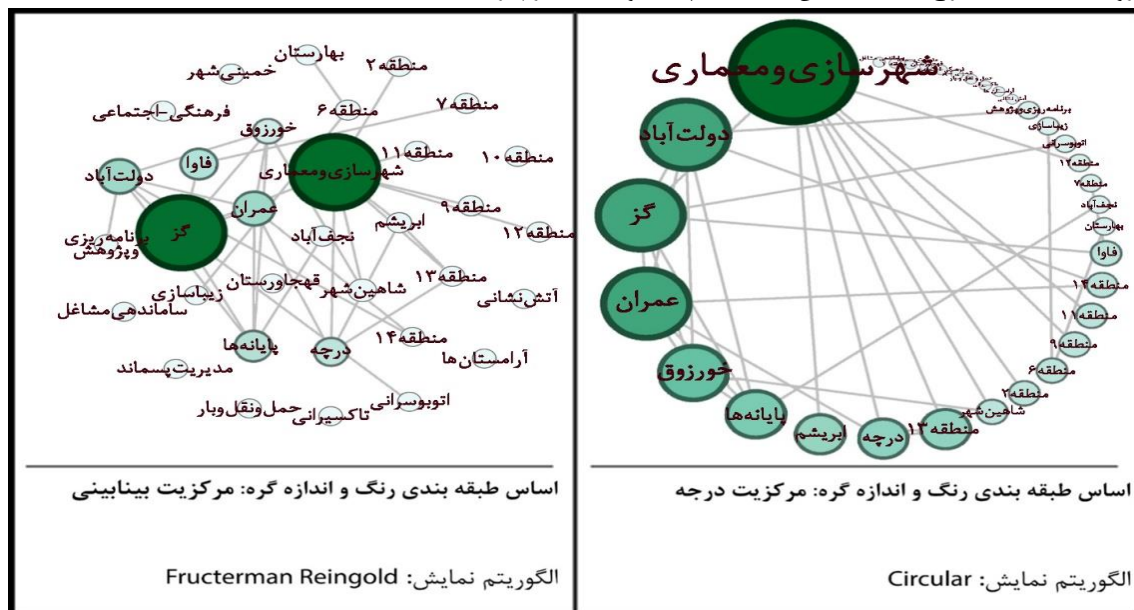 شهرسازی‌ومعماری
دولت‌آباد
گز
عمران
خورزوق
پایانه‌ها
ابریشم
درچه
منطقه۱۳
شاهین‌شهر
منطقه۲
منطقه۶
منطقه۹
منطقه۱۱
منطقه۱۴
فاوا
بهارستان
نجف‌آباد
منطقه۷
منطقه۱۲
اتوبوسرانی
زیباسازی
برنامه‌ریزی‌وپژوهش
اساس طبقه بندی رنگ و اندازه گره: مرکزیت درجه
الگوریتم نمایش: Circular
بهارستان
منطقه۲
خمینی‌شهر
منطقه۷
منطقه۶
فرهنگی-اجتماعی
خورزوق
منطقه۱۱
منطقه۱۰
فاوا
شهرسازی‌ومعماری
دولت‌آباد
عمران
منطقه۹
ابریشم
گز
نجف‌آباد
منطقه۱۲
برنامه‌ریزی
وپژوهش
منطقه۱۳
قهجاورستان
شاهین‌شهر
زیباسازی
آتش‌نشانی
ساماندهی‌مشاغل
منطقه۱۴
پایانه‌ها
درچه
آرامستان‌ها
مدیریت‌پسماند
اتوبوسرانی
تاکسیرانی
حمل‌ونقل‌وبار
اساس طبقه بندی رنگ و اندازه گره: مرکزیت بینابینی
الگوریتم نمایش: Fructerman Reingold